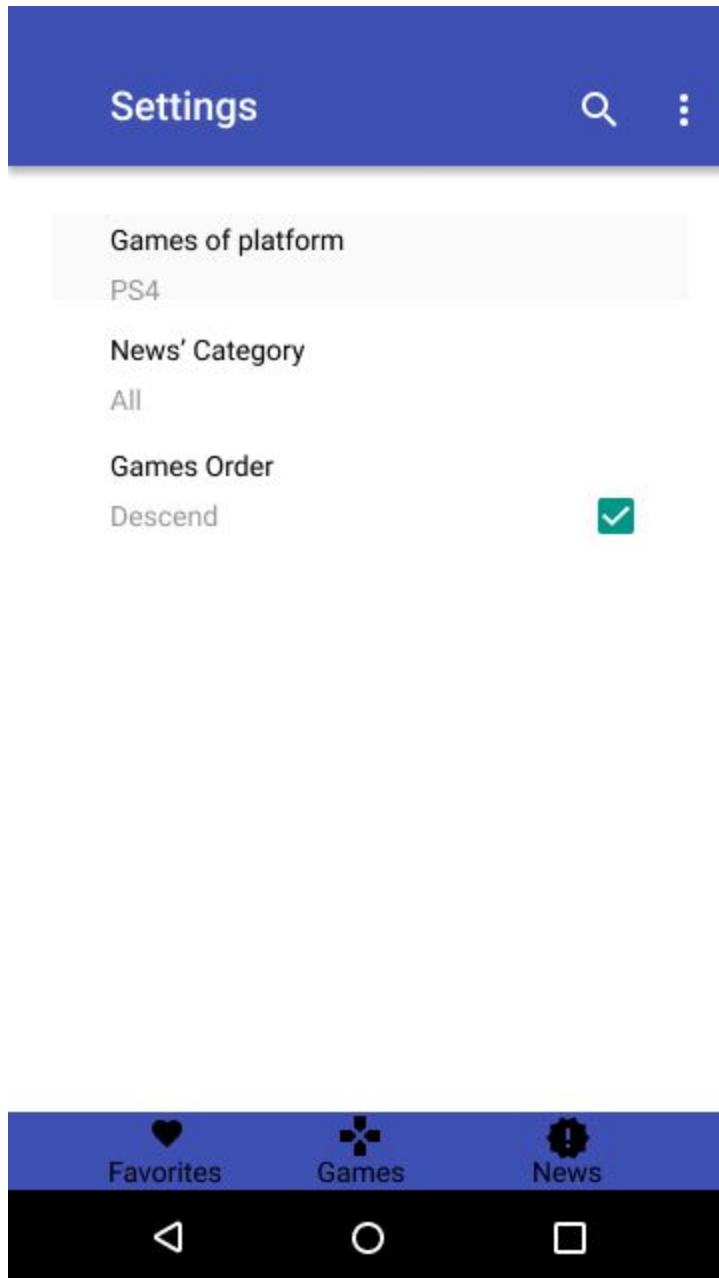 Settings
Games of platform
PS4
News’ Category
All
Games Order
Descend
Favorites Games News